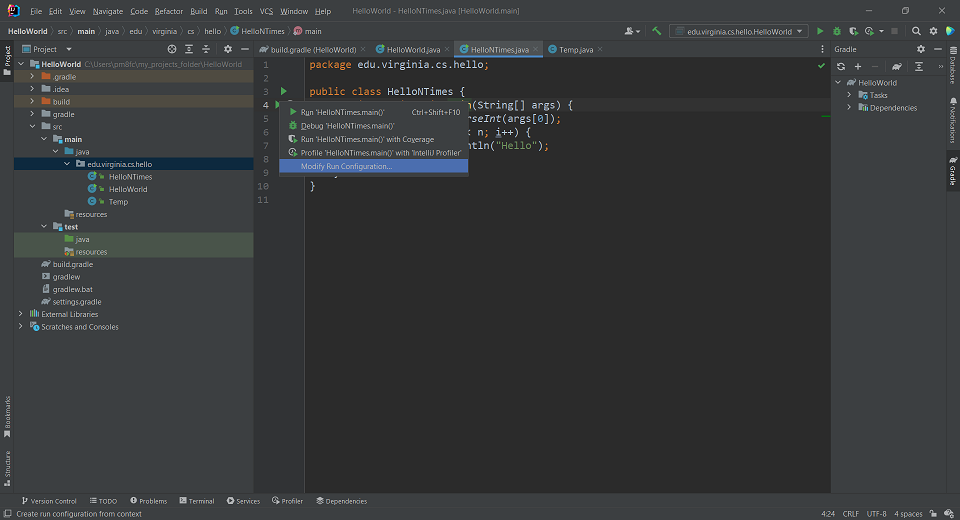 File Edit View Navigate Code Refactor Build Run Tools VCS Window Help HelloWorld - HelloNTimes.java [HelloWorld.main]
HelloWorld src main java edu virginia cs hello HelloNTimes main edu.virginia.cs.hello.HelloWorld
Project
build.gradle (HelloWorld) HelloWorld.java HelloNTimes.java Temp.java
Gradle
HelloWorld C:\Users\pm8fc\my_projects_folder\HelloWorld
.gradle
.idea
build
gradle
src
main
java
edu.virginia.cs.hello
HelloNTimes
HelloWorld
Temp
resources
test
java
resources
build.gradle
gradlew
gradlew.bat
settings.gradle
External Libraries
Scratches and Consoles
1 package edu.virginia.cs.hello;
2
3 public class HelloNTimes {
4 (String[] args) {
5 rseInt(args[0]);
6 < n; i++) {
7 ln("Hello");
8
9 }
10 }
11
Run 'HelloNTimes.main()' Ctrl+Shift+F10
Debug 'HelloNTimes.main()'
Run 'HelloNTimes.main()' with Coverage
Profile 'HelloNTimes.main()' with 'IntelliJ Profiler'
Modify Run Configuration...
HelloWorld
Tasks
Dependencies
Project
Bookmarks
Structure
Database
Notifications
Gradle
Version Control TODO Problems Terminal Services Profiler Dependencies
Create run configuration from context 4:24 CRLF UTF-8 4 spaces